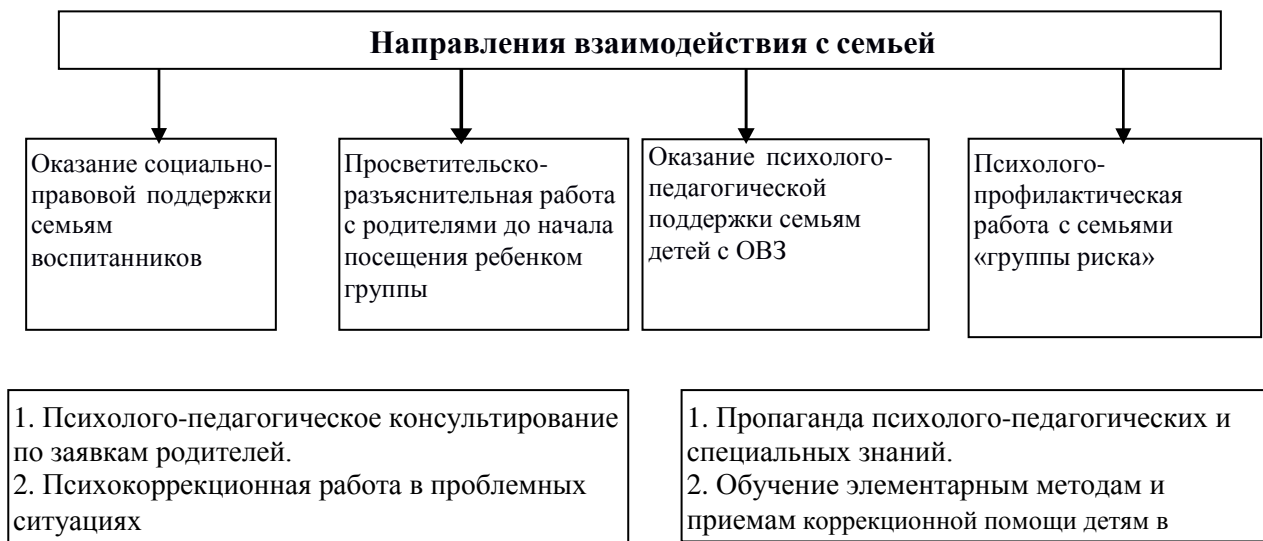 Направления взаимодействия с семьей
Оказание социально-
правовой поддержки
семьям
воспитанников
Просветительско-
разъяснительная работа
с родителями до начала
посещения ребенком
группы
Оказание психолого-
педагогической
поддержки семьям
детей с ОВЗ
Психолого-
профилактическая
работа с семьями
«группы риска»
1. Психолого-педагогическое консультирование
по заявкам родителей.
2. Психокоррекционная работа в проблемных
ситуациях
1. Пропаганда психолого-педагогических и
специальных знаний.
2. Обучение элементарным методам и
приемам коррекционной помощи детям в